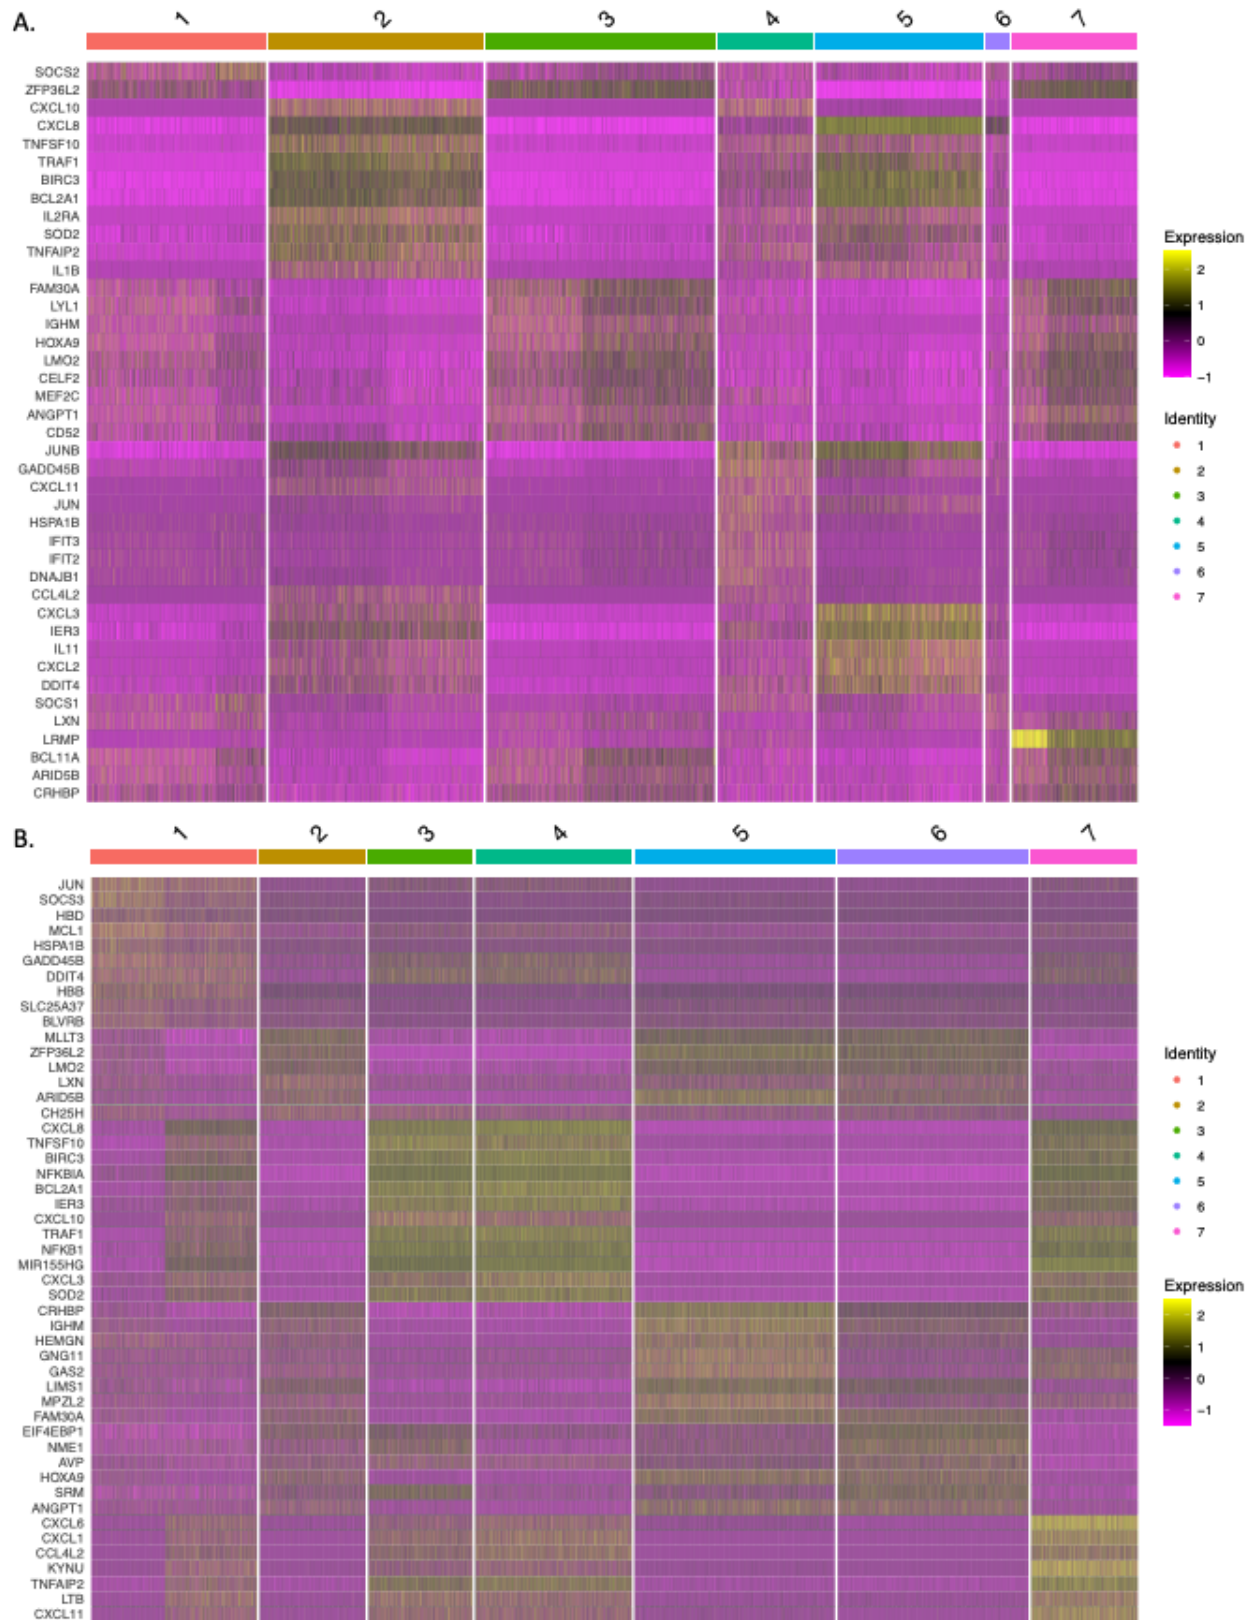 A.
1 2 3 4 5 6 7
SOCS2
ZFP36L2
CXCL10
CXCL8
TNFSF10
TRAF1
BIRC3
BCL2A1
IL2RA
SOD2
TNFAIP2
IL1B
FAM30A
LYL1
IGHM
HOXA9
LMO2
CELF2
MEF2C
ANGPT1
CD52
JUNB
GADD45B
CXCL11
JUN
HSPA1B
IFIT3
IFIT2
DNAJB1
CCL4L2
CXCL3
IER3
IL11
CXCL2
DDIT4
SOCS1
LXN
LRMP
BCL11A
ARID5B
CRHBP
Expression
2
1
0
-1
Identity
1
2
3
4
5
6
7
B.
1 2 3 4 5 6 7
JUN
SOCS3
HBD
MCL1
HSPA1B
GADD45B
DDIT4
HBB
SLC25A37
BLVRB
MLLT3
ZFP36L2
LMO2
LXN
ARID5B
CH25H
CXCL8
TNFSF10
BIRC3
NFKBIA
BCL2A1
IER3
CXCL10
TRAF1
NFKB1
MIR155HG
CXCL3
SOD2
CRHBP
IGHM
HEMGN
GNG11
GAS2
LIMS1
MPZL2
FAM30A
EIF4EBP1
NME1
AVP
HOXA9
SRM
ANGPT1
CXCL6
CXCL1
CCL4L2
KYNU
TNFAIP2
LTB
CXCL11
Identity
1
2
3
4
5
6
7
Expression
2
1
0
-1